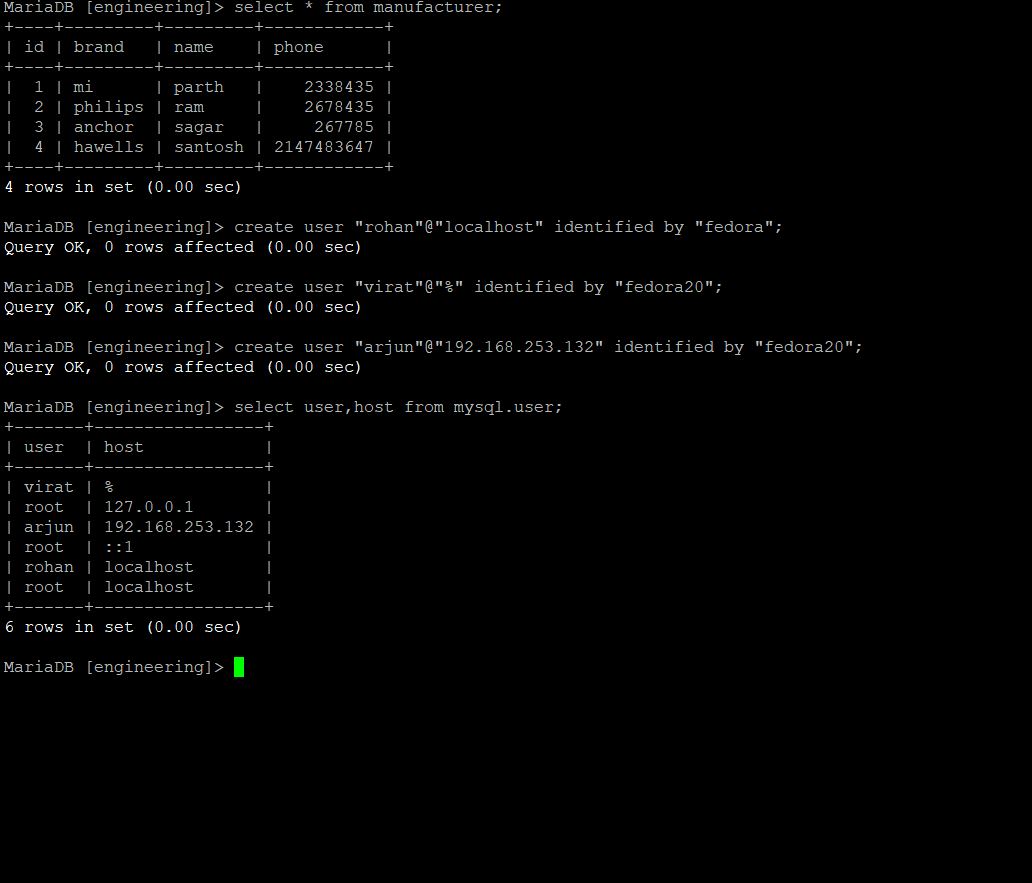 MariaDB [engineering]> select * from manufacturer;
+----+---------+---------+------------+
| id | brand   | name    | phone      |
+----+---------+---------+------------+
|  1 | mi      | parth   |    2338435 |
|  2 | philips | ram     |    2678435 |
|  3 | anchor  | sagar   |     267785 |
|  4 | hawells | santosh | 2147483647 |
+----+---------+---------+------------+
4 rows in set (0.00 sec)

MariaDB [engineering]> create user "rohan"@"localhost" identified by "fedora";
Query OK, 0 rows affected (0.00 sec)

MariaDB [engineering]> create user "virat"@"%" identified by "fedora20";
Query OK, 0 rows affected (0.00 sec)

MariaDB [engineering]> create user "arjun"@"192.168.253.132" identified by "fedora20";
Query OK, 0 rows affected (0.00 sec)

MariaDB [engineering]> select user,host from mysql.user;
+-------+-----------------+
| user  | host            |
+-------+-----------------+
| virat | %               |
| root  | 127.0.0.1       |
| arjun | 192.168.253.132 |
| root  | ::1             |
| rohan | localhost       |
| root  | localhost       |
+-------+-----------------+
6 rows in set (0.00 sec)

MariaDB [engineering]>